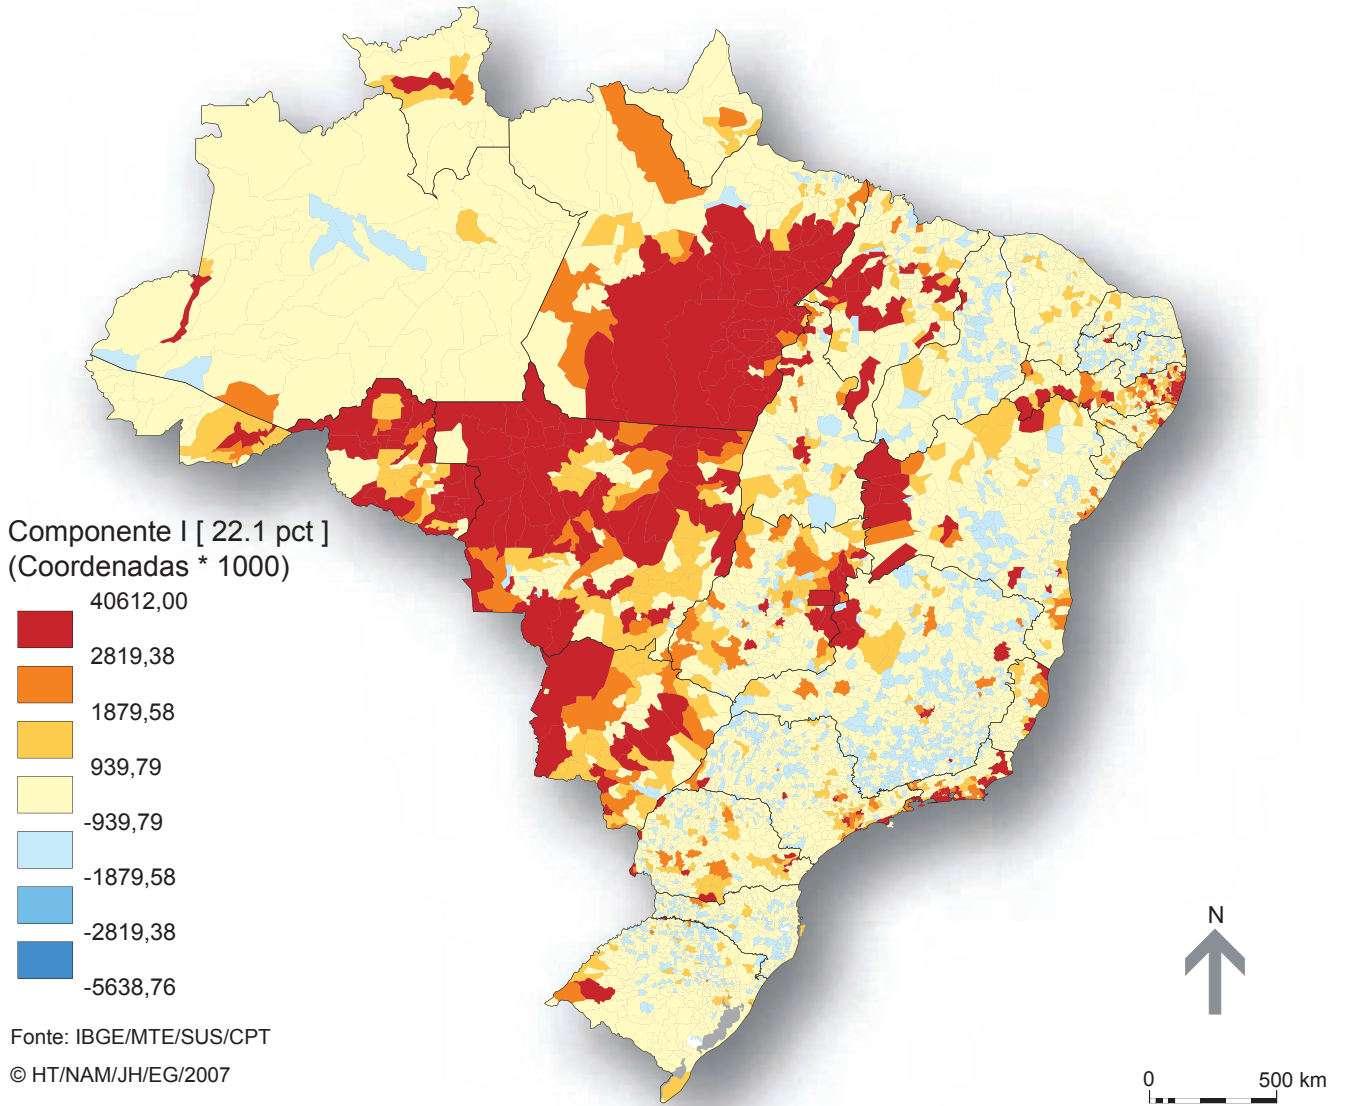 Componente I [ 22.1 pct ]
(Coordenadas * 1000)
40612,00
2819,38
1879,58
939,79
-939,79
-1879,58
-2819,38
-5638,76
Fonte: IBGE/MTE/SUS/CPT
© HT/NAM/JH/EG/2007
N
0 500 km